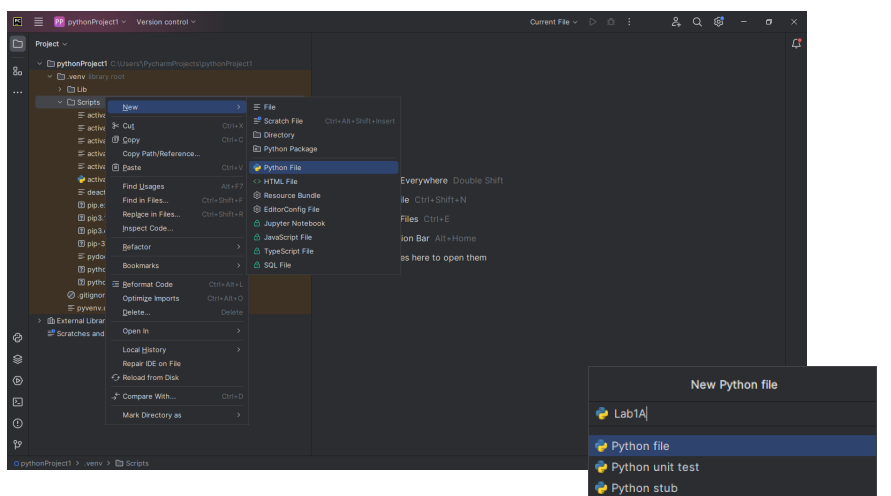 PC
PP pythonProject1 Version control
Current File
Project
pythonProject1 C:\Users\PycharmProjects\pythonProject1
.venv library root
Lib
Scripts
activa
activa
activa
activa
activa
activa
deact
pip.e
pip3.
pip3.
pip-3
pydo
pytho
pytho
.gitignor
pyvenv.c
External Librar
Scratches and
New
Cut Ctrl+X
Copy Ctrl+C
Copy Path/Reference...
Paste Ctrl+V
Find Usages Alt+F7
Find in Files... Ctrl+Shift+F
Replace in Files... Ctrl+Shift+R
Inspect Code...
Refactor
Bookmarks
Reformat Code Ctrl+Alt+L
Optimize Imports Ctrl+Alt+O
Delete... Delete
Open In
Local History
Repair IDE on File
Reload from Disk
Compare With... Ctrl+D
Mark Directory as
File
Scratch File Ctrl+Alt+Shift+Insert
Directory
Python Package
Python File
HTML File
Resource Bundle
EditorConfig File
Jupyter Notebook
JavaScript File
TypeScript File
SQL File
Everywhere Double Shift
ile Ctrl+Shift+N
Files Ctrl+E
ion Bar Alt+Home
es here to open them
pythonProject1 > .venv > Scripts
New Python file
Lab1A
Python file
Python unit test
Python stub